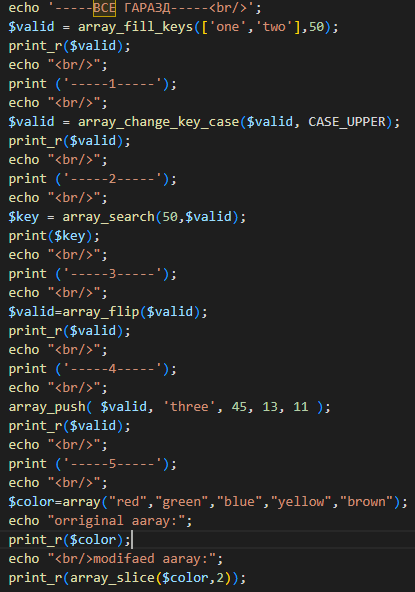 echo '-----ВСЕ ГАРАЗД-----<br/>';
$valid = array_fill_keys(['one','two'],50);
print_r($valid);
echo "<br/>";
print ('-----1-----');
echo "<br/>";
$valid = array_change_key_case($valid, CASE_UPPER);
print_r($valid);
echo "<br/>";
print ('-----2-----');
echo "<br/>";
$key = array_search(50,$valid);
print($key);
echo "<br/>";
print ('-----3-----');
echo "<br/>";
$valid=array_flip($valid);
print_r($valid);
echo "<br/>";
print ('-----4-----');
echo "<br/>";
array_push( $valid, 'three', 45, 13, 11 );
print_r($valid);
echo "<br/>";
print ('-----5-----');
echo "<br/>";
$color=array("red","green","blue","yellow","brown");
echo "orriginal aaray:";
print_r($color);
echo "<br/>modifaed aaray:";
print_r(array_slice($color,2));